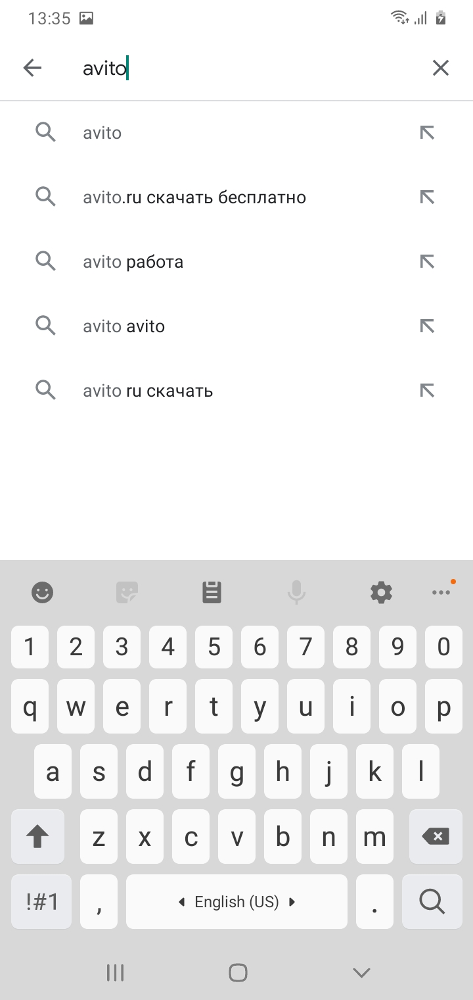 13:35
avito
avito
avito.ru скачать бесплатно
avito работа
avito avito
avito ru скачать
1 2 3 4 5 6 7 8 9 0
q w e r t y u i o p
a s d f g h j k l
z x c v b n m
!#1 , English (US) .